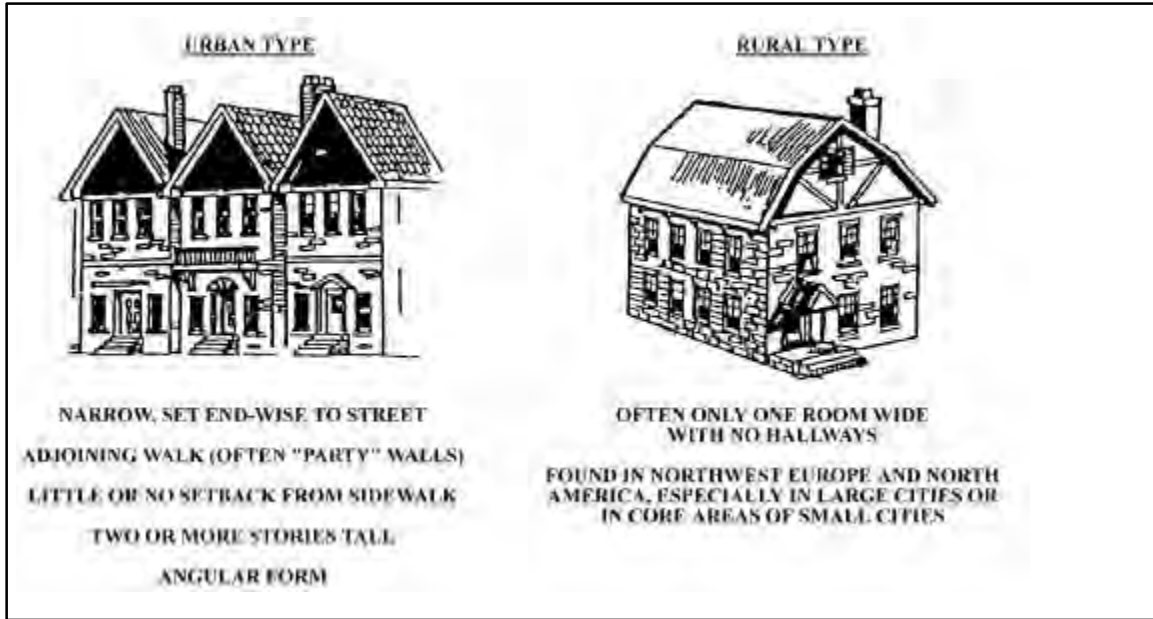 URBAN TYPE
NARROW, SET END-WISE TO STREET
ADJOINING WALK (OFTEN "PARTY" WALLS)
LITTLE OR NO SETBACK FROM SIDEWALK
TWO OR MORE STORIES TALL
ANGULAR FORM
RURAL TYPE
OFTEN ONLY ONE ROOM WIDE
WITH NO HALLWAYS
FOUND IN NORTHWEST EUROPE AND NORTH
AMERICA, ESPECIALLY IN LARGE CITIES OR
IN CORE AREAS OF SMALL CITIES